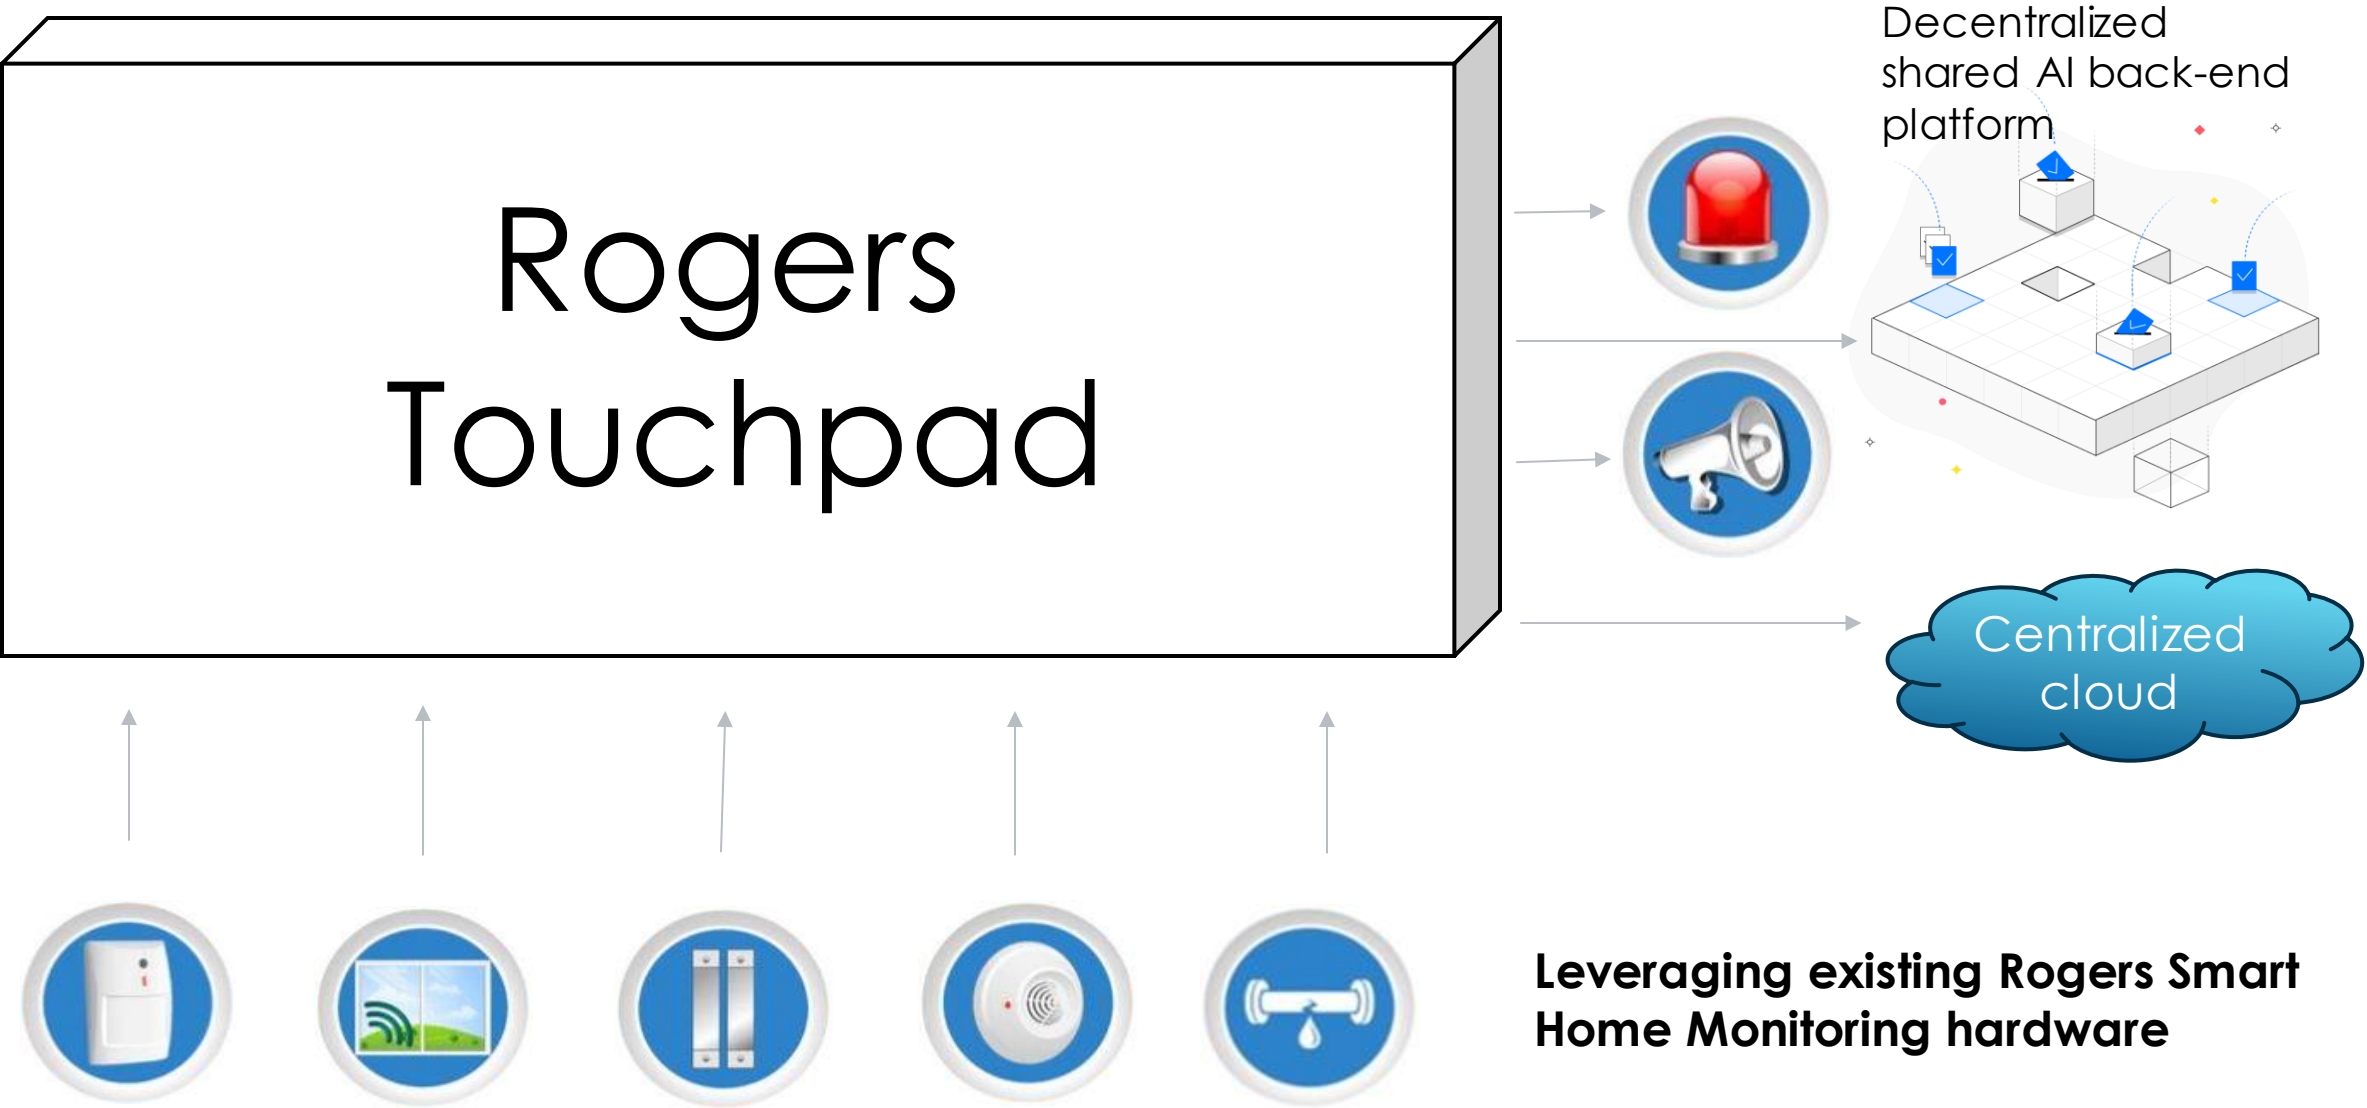 Decentralized
shared AI back-end
platform
Rogers
Touchpad
Centralized
cloud
Leveraging existing Rogers Smart
Home Monitoring hardware